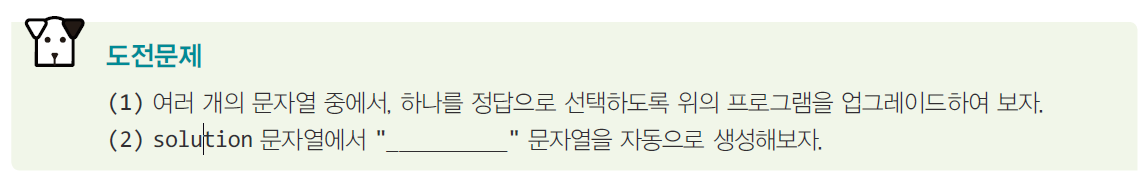 도전문제
(1) 여러 개의 문자열 중에서, 하나를 정답으로 선택하도록 위의 프로그램을 업그레이드하여 보자.
(2) solution 문자열에서 "__________" 문자열을 자동으로 생성해보자.